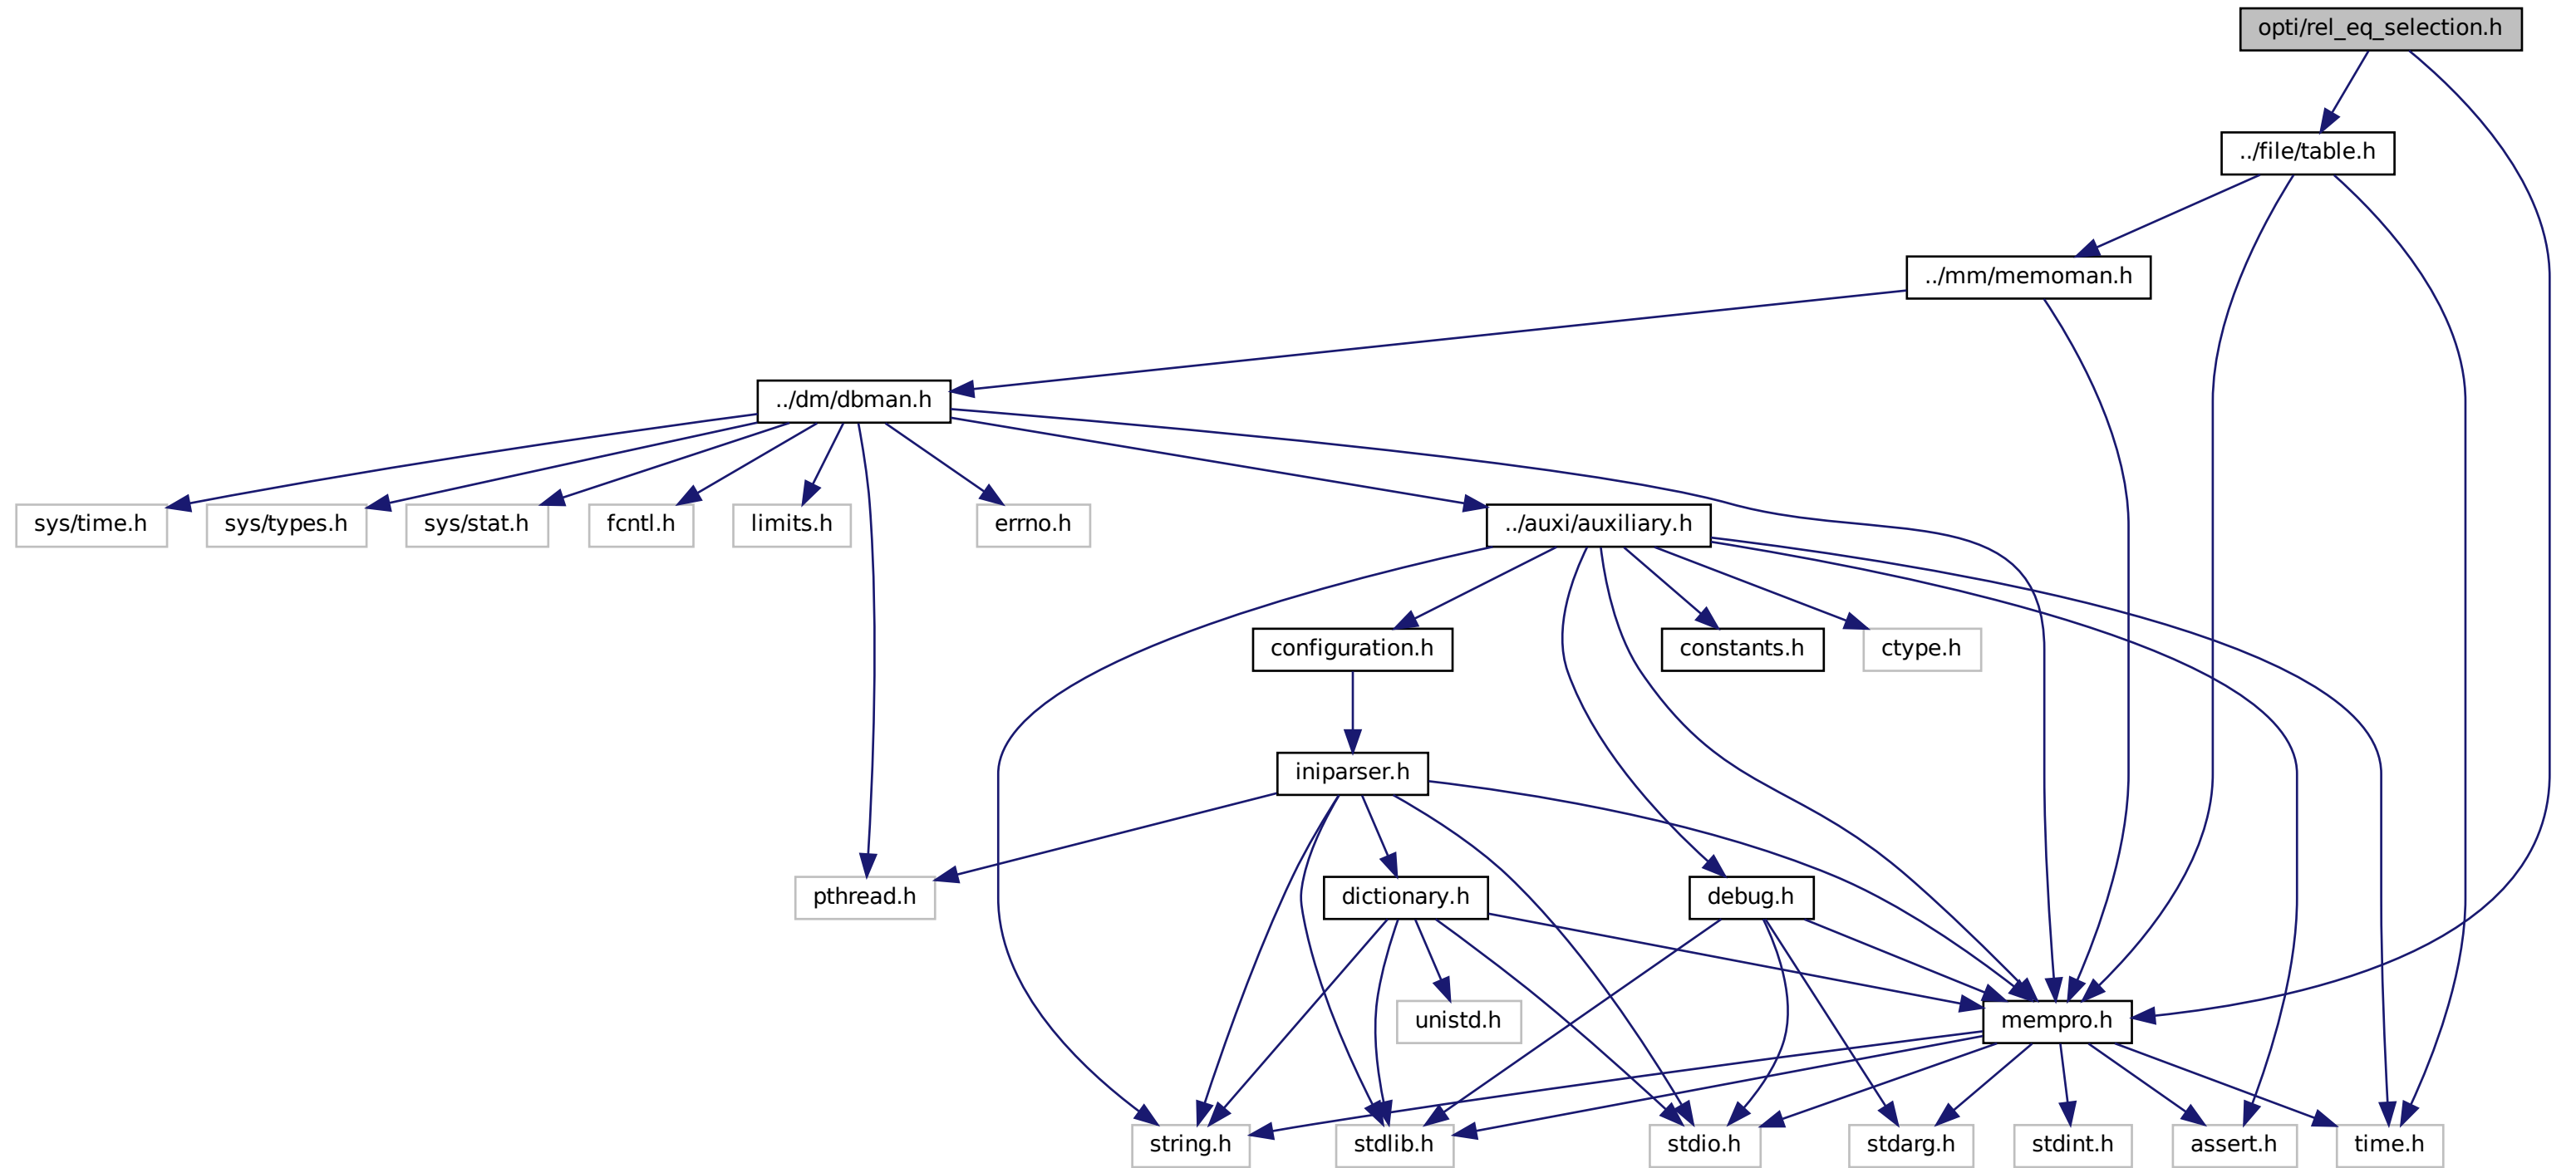 opti/rel_eq_selection.h
../file/table.h
../mm/memoman.h
../dm/dbman.h
sys/time.h
sys/types.h
sys/stat.h
fcntl.h
limits.h
errno.h
../auxi/auxiliary.h
configuration.h
constants.h
ctype.h
iniparser.h
pthread.h
dictionary.h
debug.h
unistd.h
mempro.h
string.h
stdlib.h
stdio.h
stdarg.h
stdint.h
assert.h
time.h